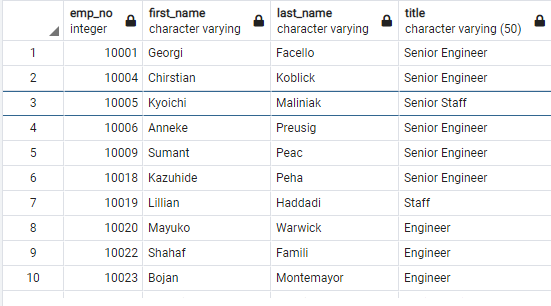 emp_no first_name last_name title
integer character varying character varying character varying (50)
1 10001 Georgi Facello Senior Engineer
2 10004 Chirstian Koblick Senior Engineer
3 10005 Kyoichi Maliniak Senior Staff
4 10006 Anneke Preusig Senior Engineer
5 10009 Sumant Peac Senior Engineer
6 10018 Kazuhide Peha Senior Engineer
7 10019 Lillian Haddadi Staff
8 10020 Mayuko Warwick Engineer
9 10022 Shahaf Famili Engineer
10 10023 Bojan Montemayor Engineer